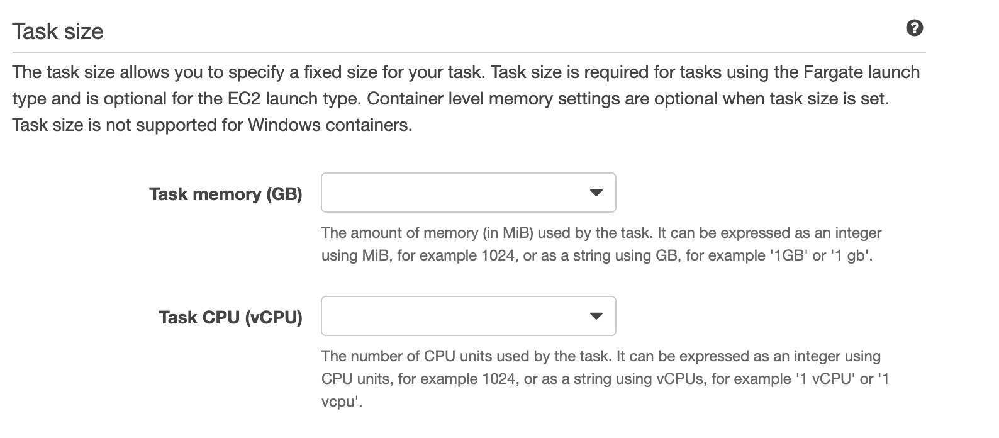 Task size
The task size allows you to specify a fixed size for your task. Task size is required for tasks using the Fargate launch
type and is optional for the EC2 launch type. Container level memory settings are optional when task size is set.
Task size is not supported for Windows containers.
Task memory (GB)
The amount of memory (in MiB) used by the task. It can be expressed as an integer
using MiB, for example 1024, or as a string using GB, for example '1GB' or '1 gb'.
Task CPU (vCPU)
The number of CPU units used by the task. It can be expressed as an integer using
CPU units, for example 1024, or as a string using vCPUs, for example '1 vCPU' or '1
vcpu'.